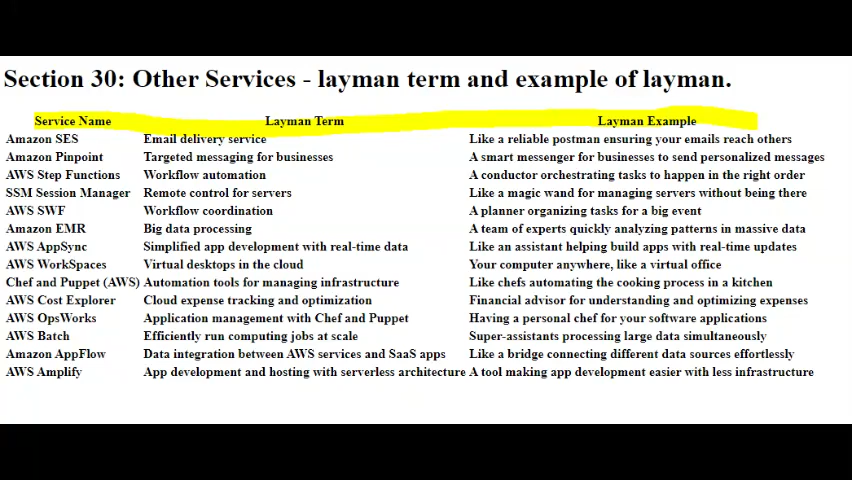 Section 30: Other Services - layman term and example of layman.
Service Name Layman Term Layman Example
Amazon SES Email delivery service Like a reliable postman ensuring your emails reach others
Amazon Pinpoint Targeted messaging for businesses A smart messenger for businesses to send personalized messages
AWS Step Functions Workflow automation A conductor orchestrating tasks to happen in the right order
SSM Session Manager Remote control for servers Like a magic wand for managing servers without being there
AWS SWF Workflow coordination A planner organizing tasks for a big event
Amazon EMR Big data processing A team of experts quickly analyzing patterns in massive data
AWS AppSync Simplified app development with real-time data Like an assistant helping build apps with real-time updates
AWS WorkSpaces Virtual desktops in the cloud Your computer anywhere, like a virtual office
Chef and Puppet (AWS) Automation tools for managing infrastructure Like chefs automating the cooking process in a kitchen
AWS Cost Explorer Cloud expense tracking and optimization Financial advisor for understanding and optimizing expenses
AWS OpsWorks Application management with Chef and Puppet Having a personal chef for your software applications
AWS Batch Efficiently run computing jobs at scale Super-assistants processing large data simultaneously
Amazon AppFlow Data integration between AWS services and SaaS apps Like a bridge connecting different data sources effortlessly
AWS Amplify App development and hosting with serverless architecture A tool making app development easier with less infrastructure